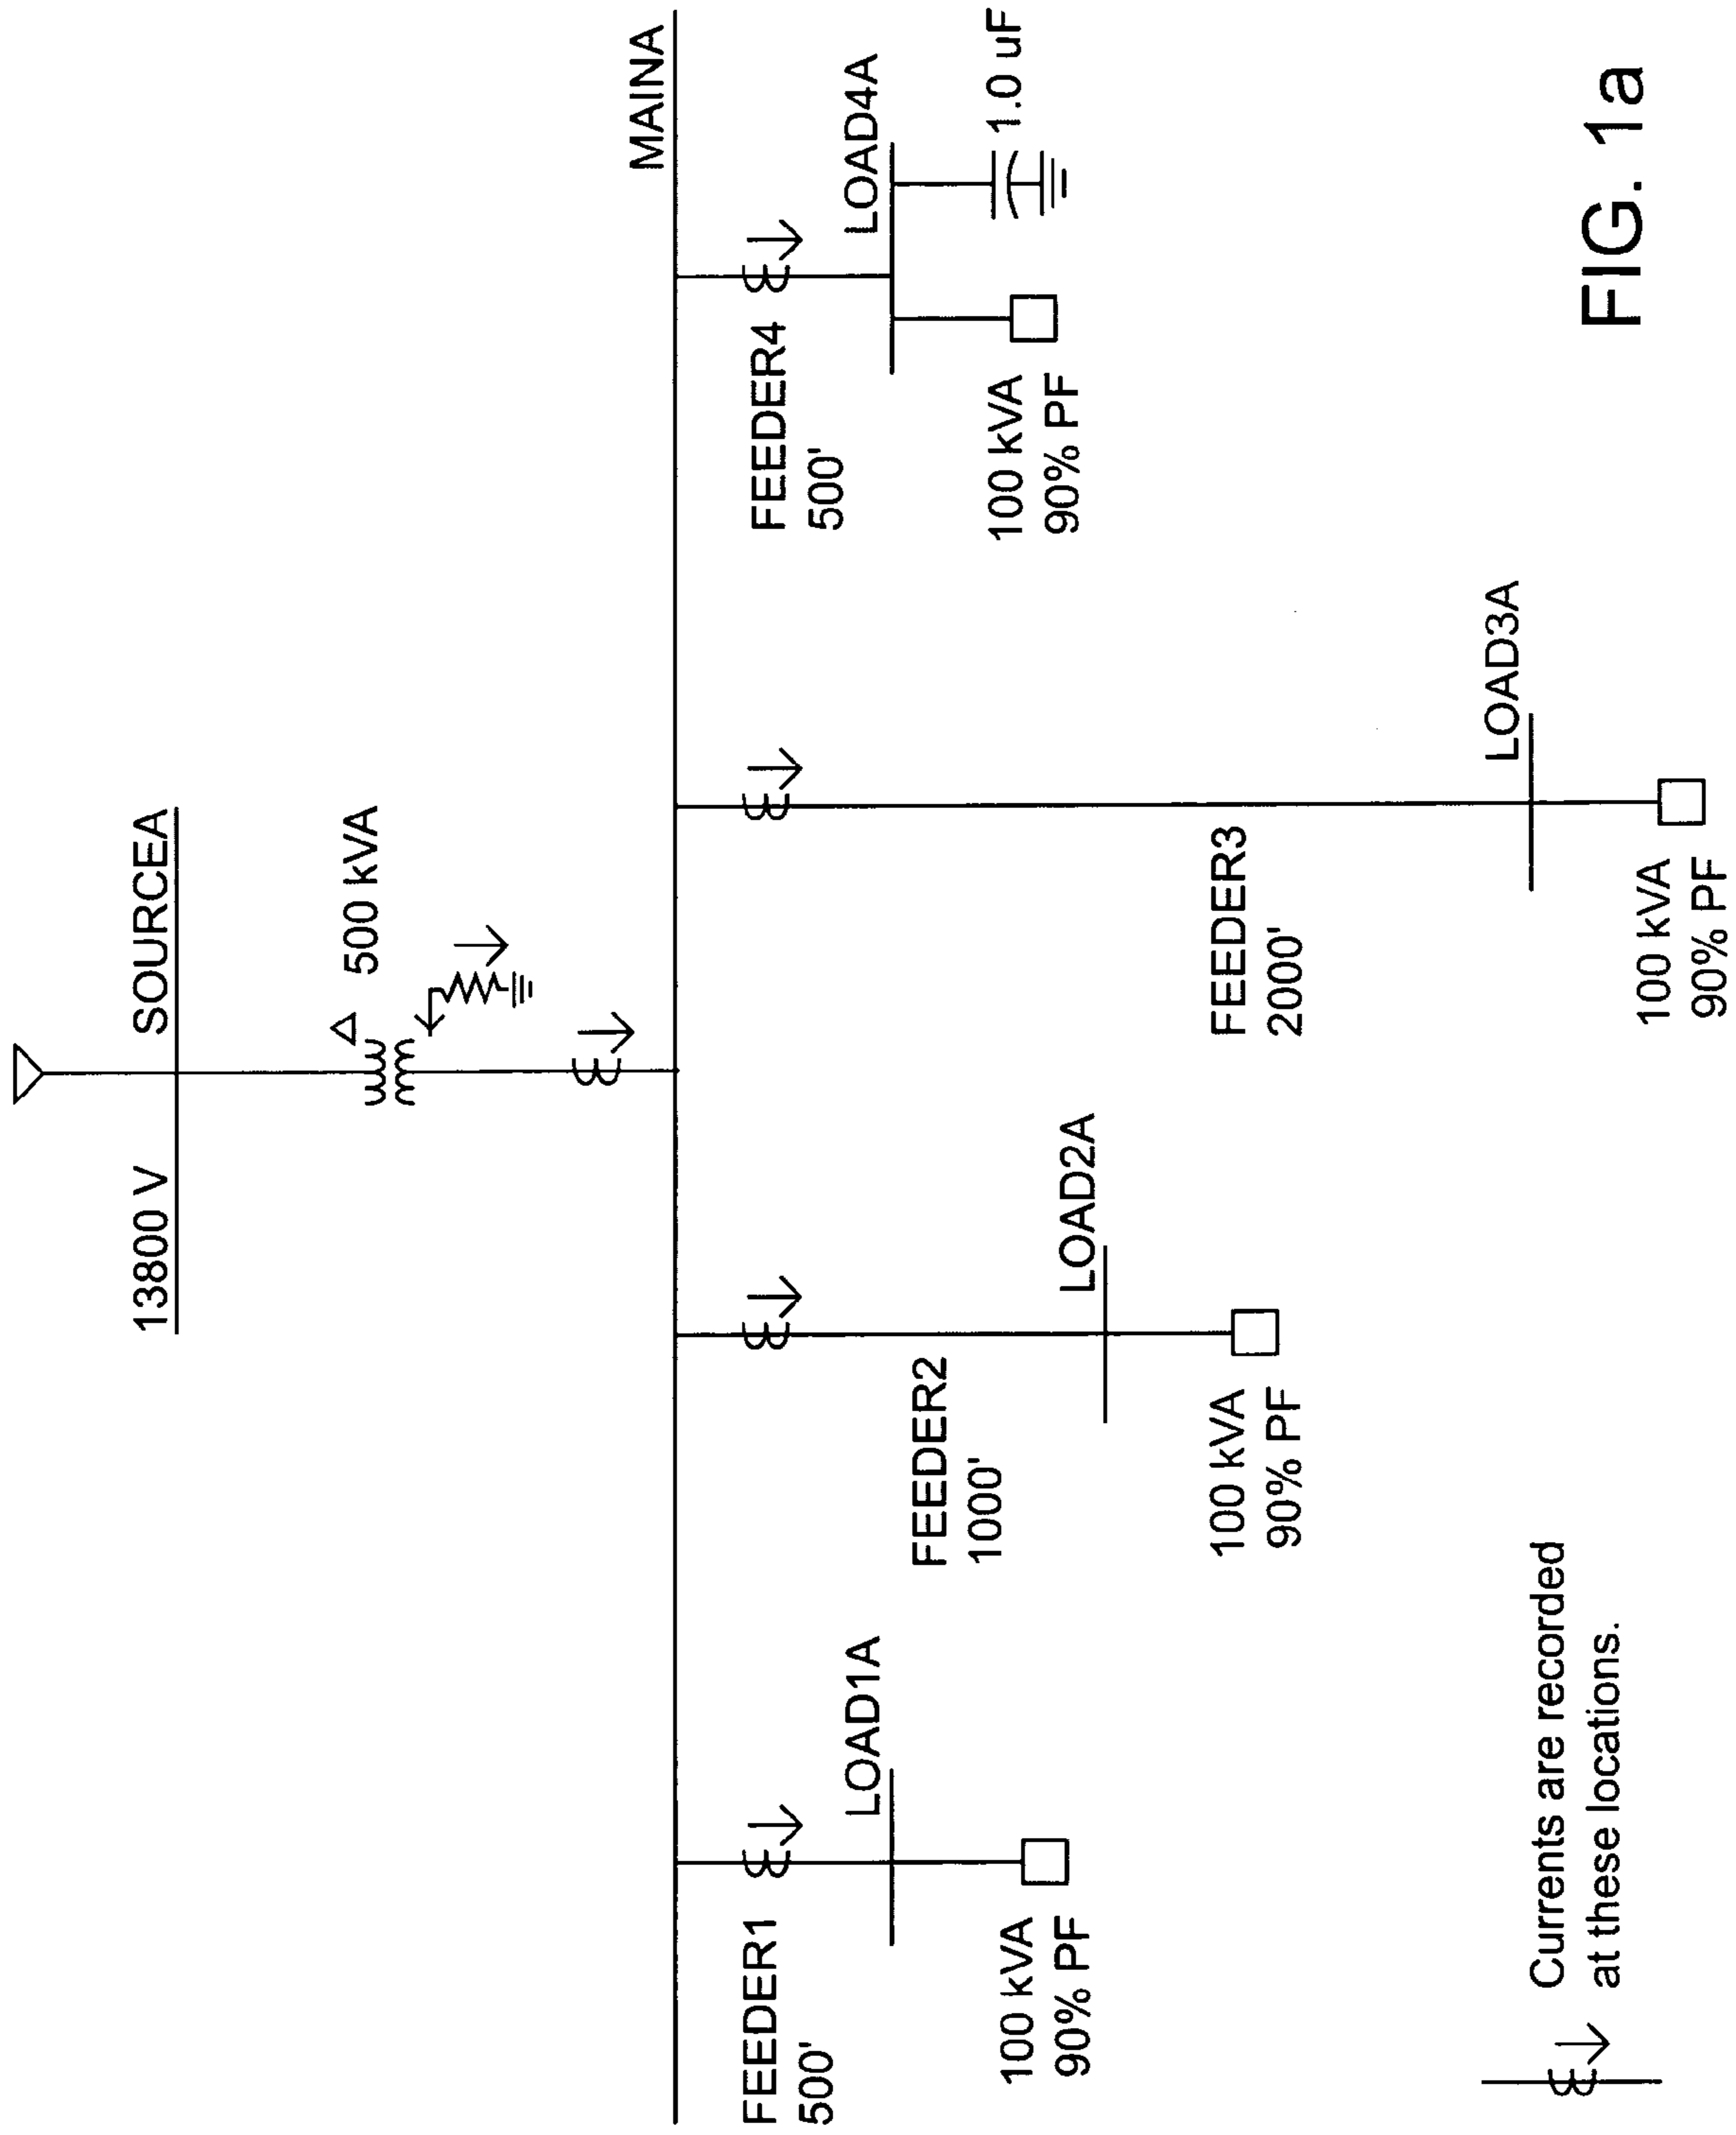 13800 V
SOURCEA
500 kVA
MAINA
FEEDER1
500'
LOAD1A
100 kVA
90% PF
FEEDER2
1000'
LOAD2A
100 kVA
90% PF
FEEDER3
2000'
LOAD3A
100 kVA
90% PF
FEEDER4
500'
LOAD4A
100 kVA
90% PF
1.0 uF
Currents are recorded
at these locations.
FIG. 1a